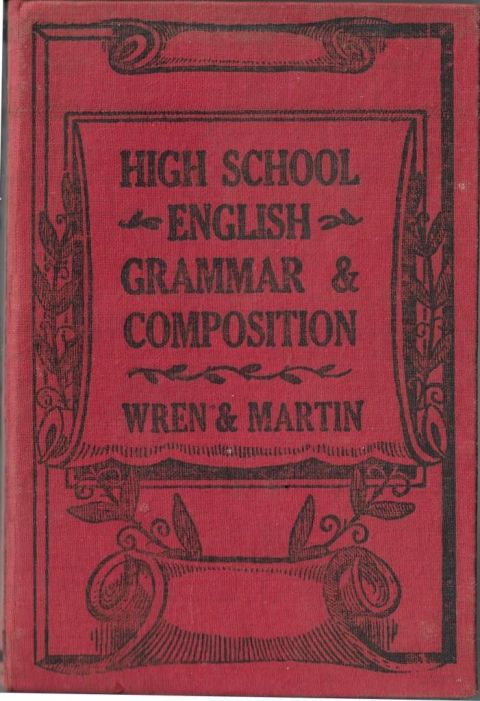 HIGH SCHOOL
ENGLISH
GRAMMAR &
COMPOSITION
WREN & MARTIN